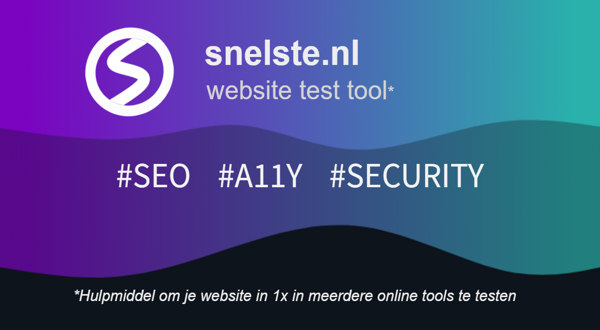 snelste.nl
website test tool*
#SEO #A11Y #SECURITY
*Hulpmiddel om je website in 1x in meerdere online tools te testen